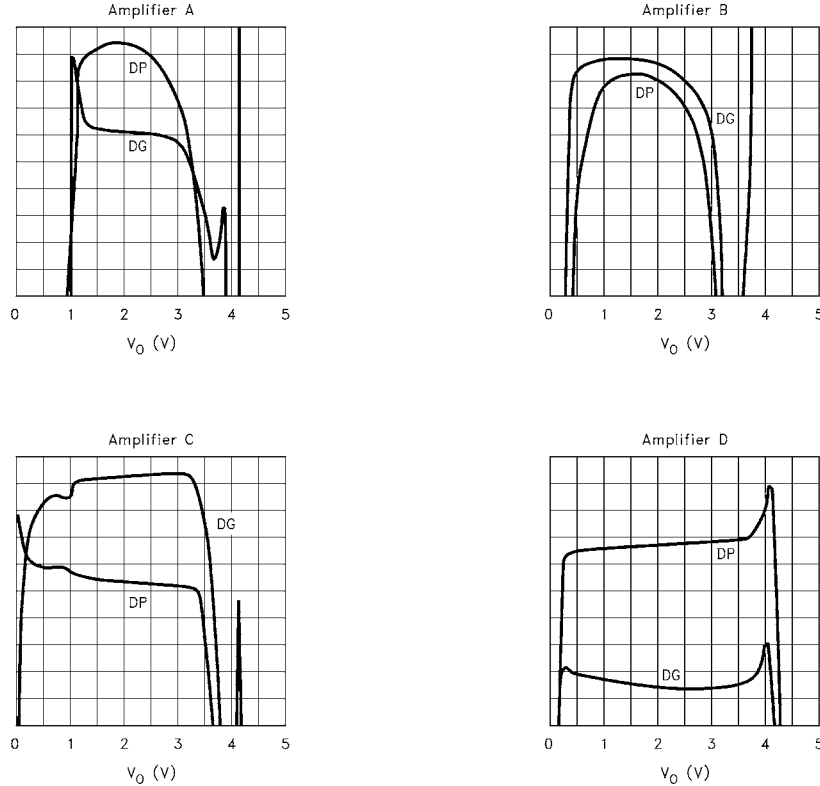 Amplifier A
DP
DG
0 1 2 3 4 5
V_O (V)
Amplifier B
DG
DP
0 1 2 3 4 5
V_O (V)
Amplifier C
DG
DP
0 1 2 3 4 5
V_O (V)
Amplifier D
DP
DG
0 1 2 3 4 5
V_O (V)